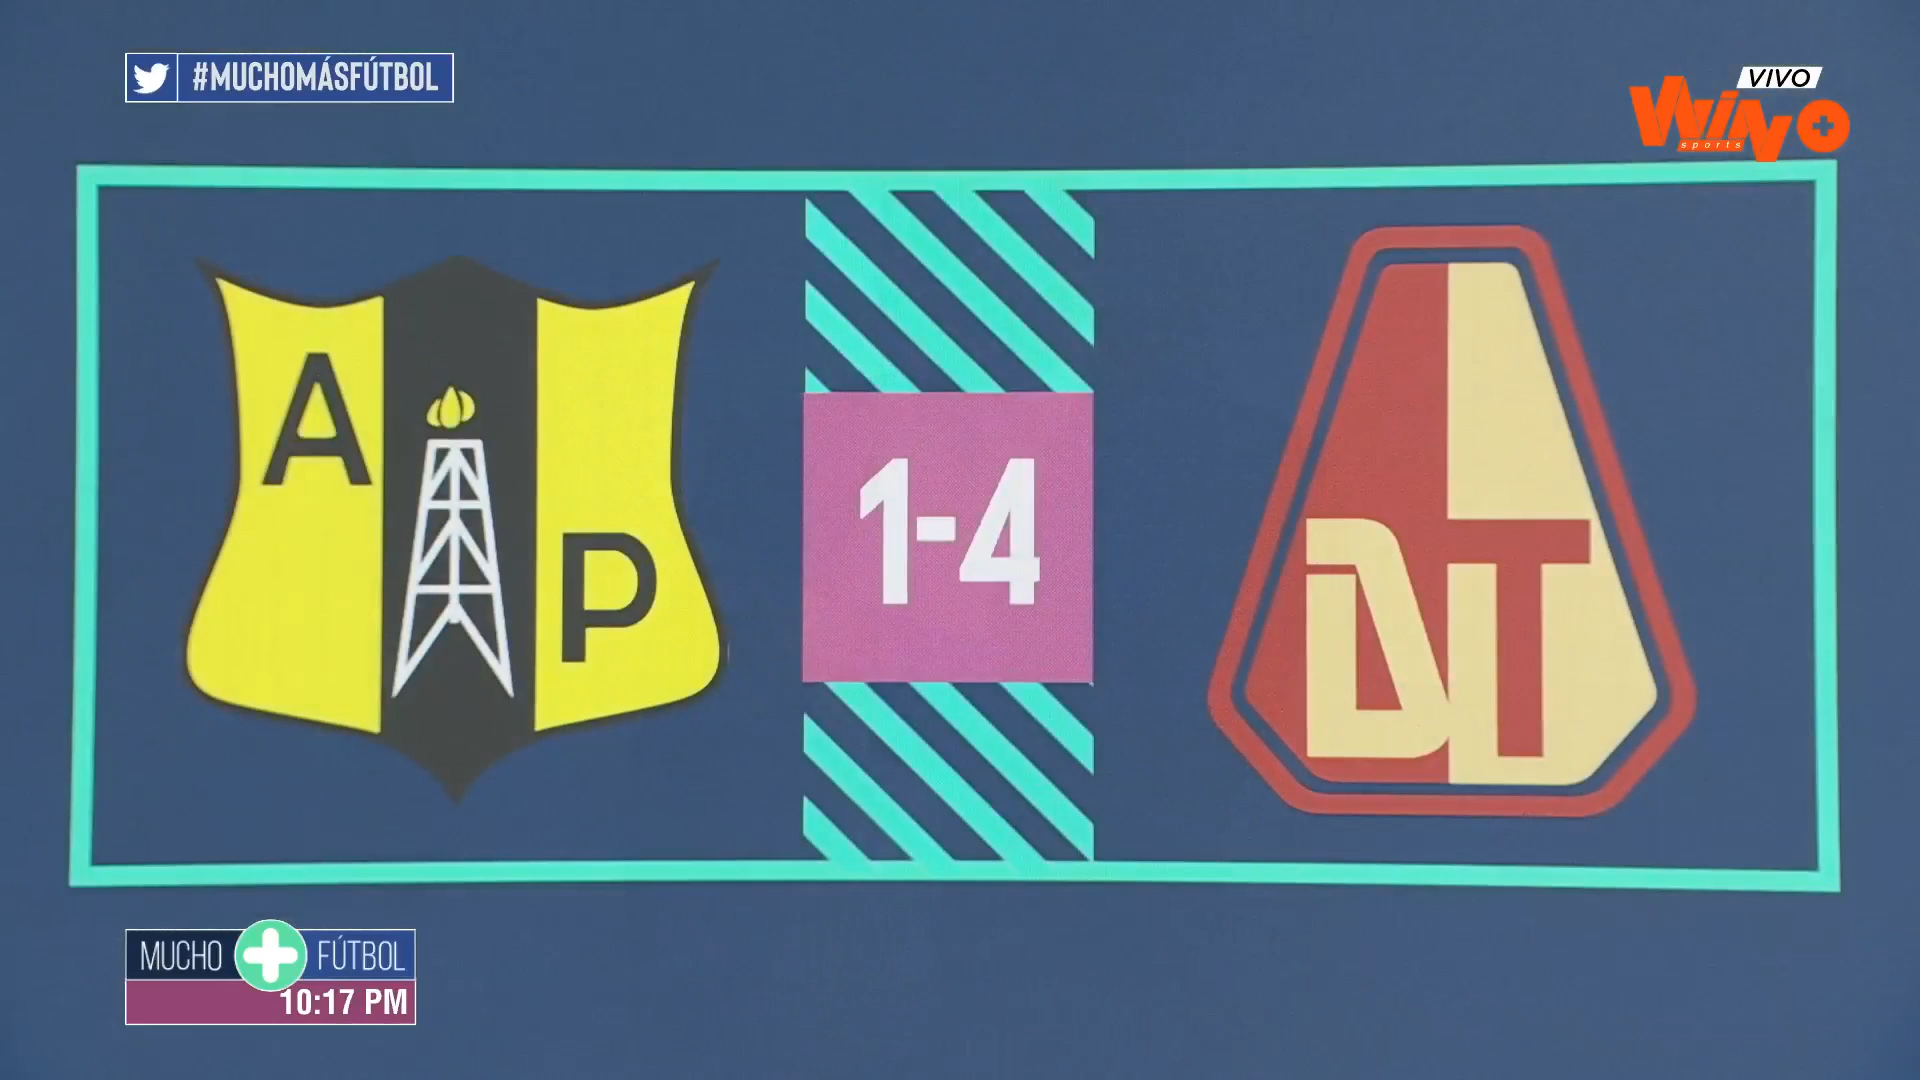 #MUCHOMÁSFÚTBOL
VIVO
WIN+
sports
A
P
1-4
DT
MUCHO + FÚTBOL
10:17 PM